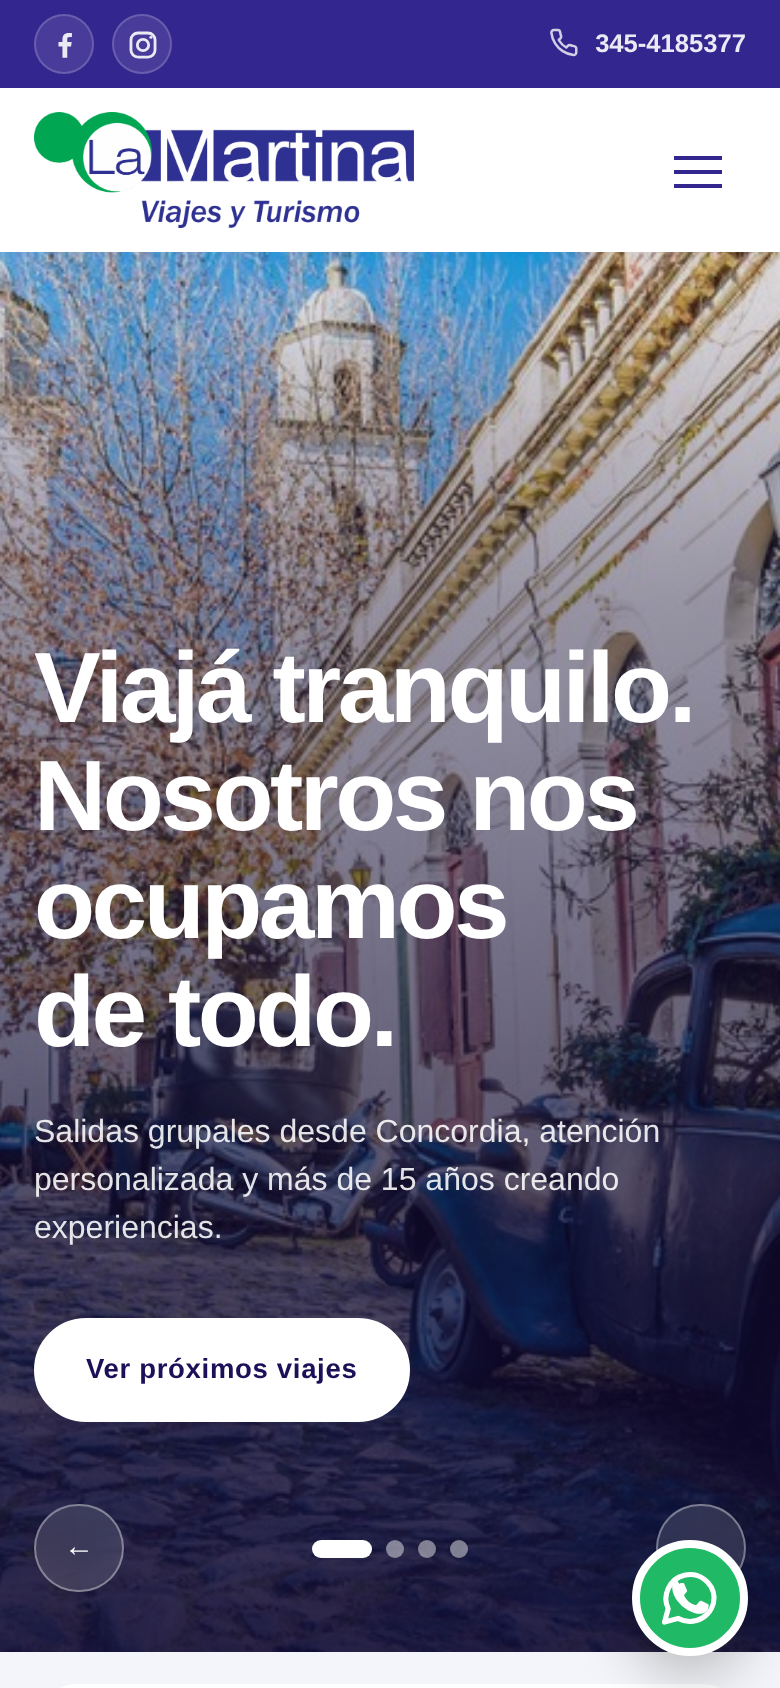 345-4185377
La Martina
Viajes y Turismo
Viajá tranquilo.
Nosotros nos
ocupamos
de todo.
Salidas grupales desde Concordia, atención
personalizada y más de 15 años creando
experiencias.
Ver próximos viajes
←